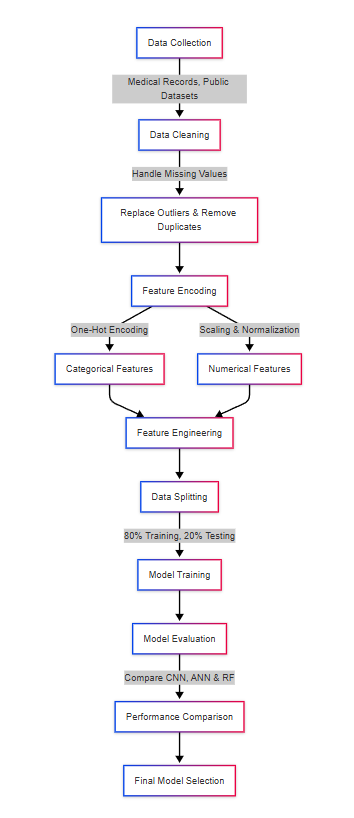 Data Collection
Medical Records, Public
Datasets
Data Cleaning
Handle Missing Values
Replace Outliers & Remove
Duplicates
Feature Encoding
One-Hot Encoding
Scaling & Normalization
Categorical Features
Numerical Features
Feature Engineering
Data Splitting
80% Training, 20% Testing
Model Training
Model Evaluation
Compare CNN, ANN & RF
Performance Comparison
Final Model Selection